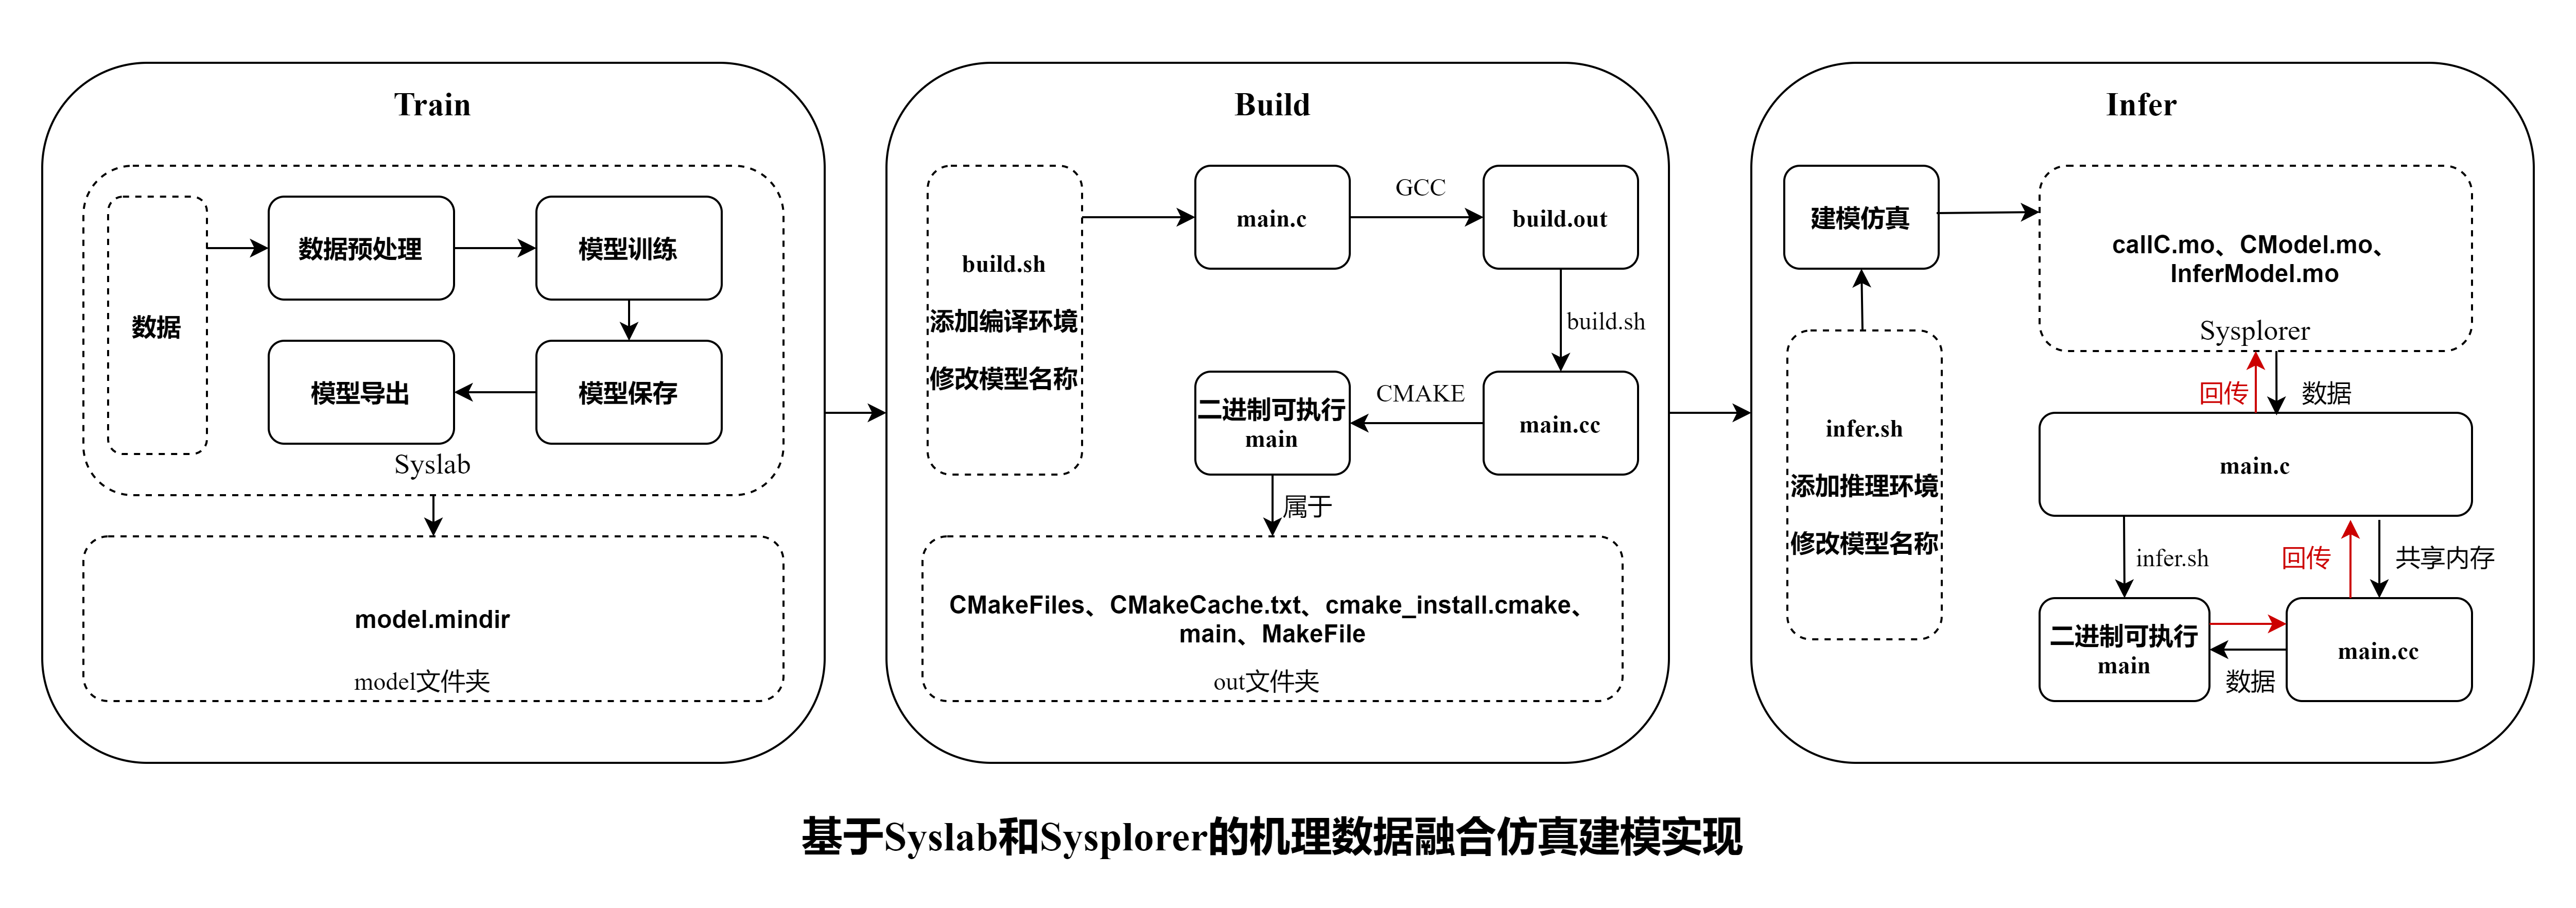 Train
数据
数据预处理
模型训练
模型导出
模型保存
Syslab
model.mindir
model文件夹
Build
build.sh
添加编译环境
修改模型名称
main.c
GCC
build.out
build.sh
二进制可执行
main
CMAKE
main.cc
属于
CMakeFiles、CMakeCache.txt、cmake_install.cmake、
main、MakeFile
out文件夹
Infer
建模仿真
infer.sh
添加推理环境
修改模型名称
callC.mo、CModel.mo、
InferModel.mo
Sysplorer
回传
数据
main.c
infer.sh
回传
共享内存
二进制可执行
main
数据
main.cc
基于Syslab和Sysplorer的机理数据融合仿真建模实现